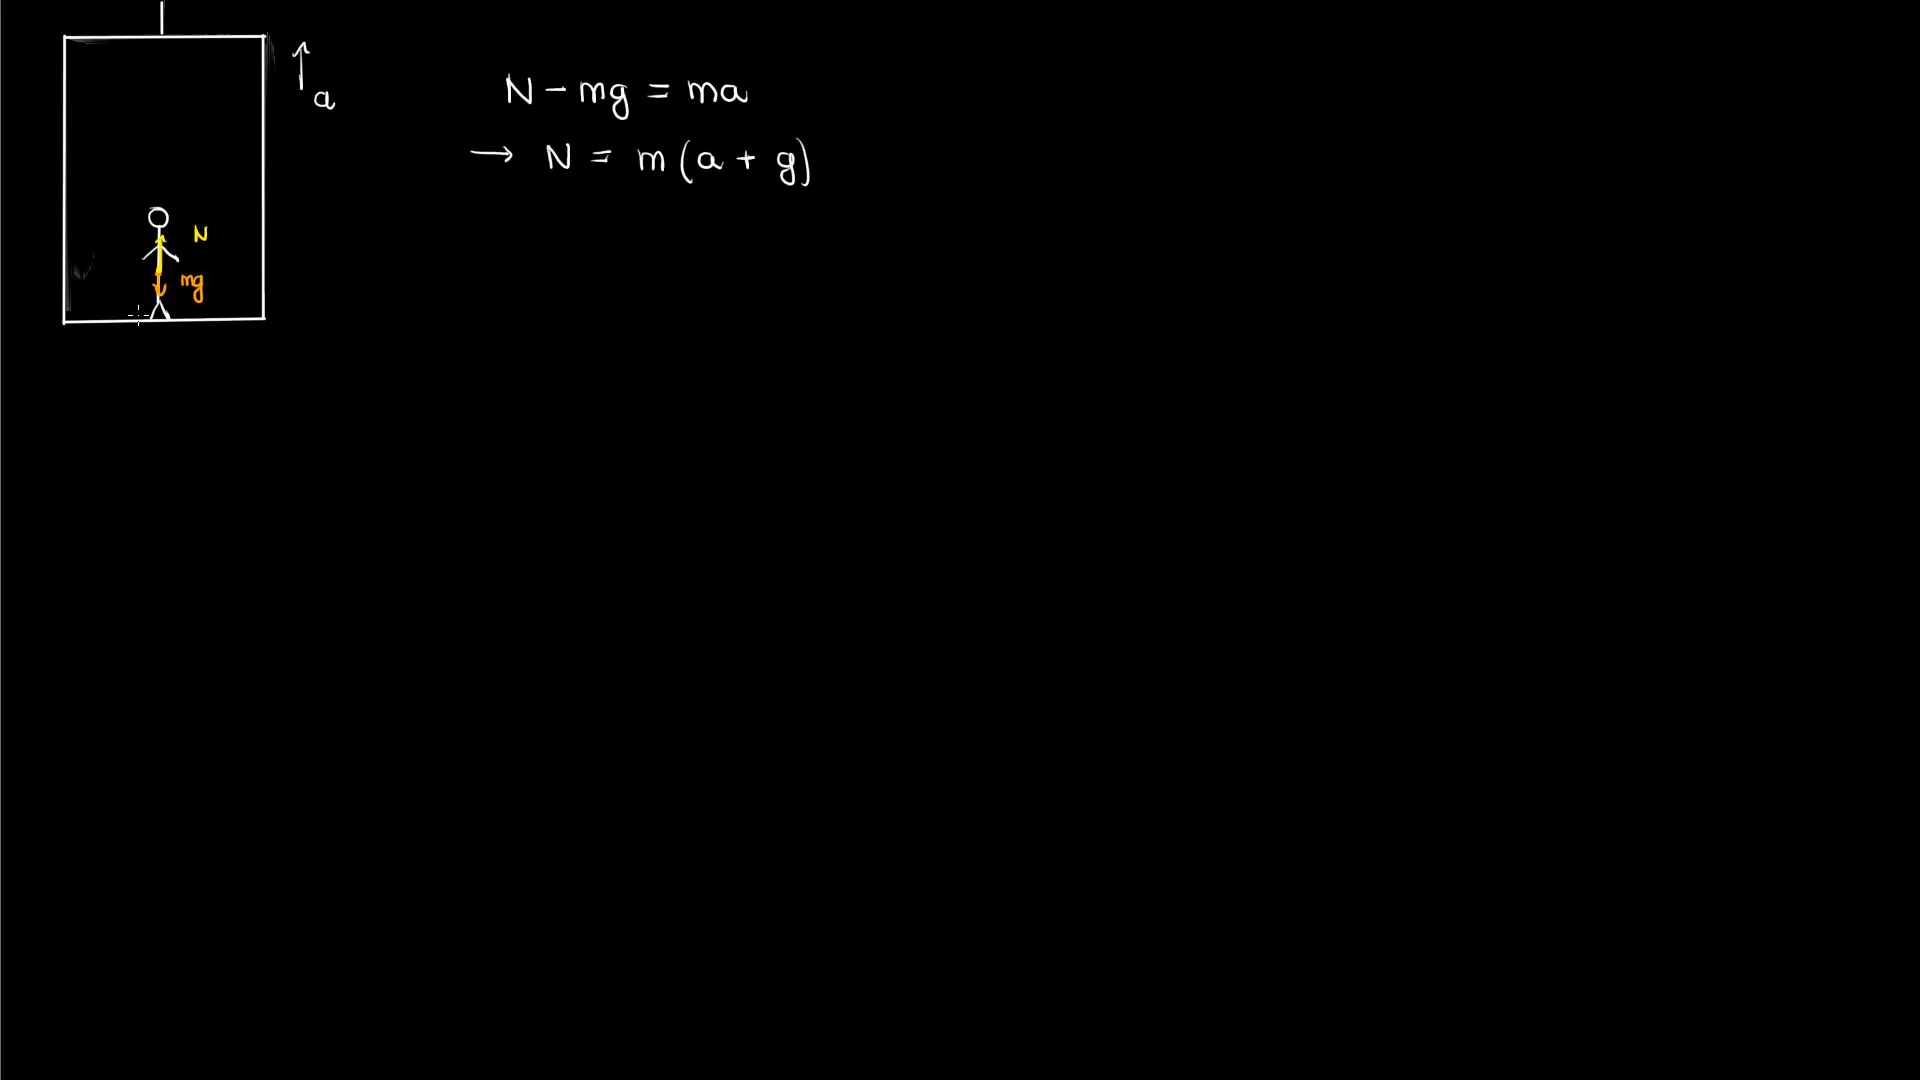 a
N - mg = ma
→ N = m (a + g)
N
mg